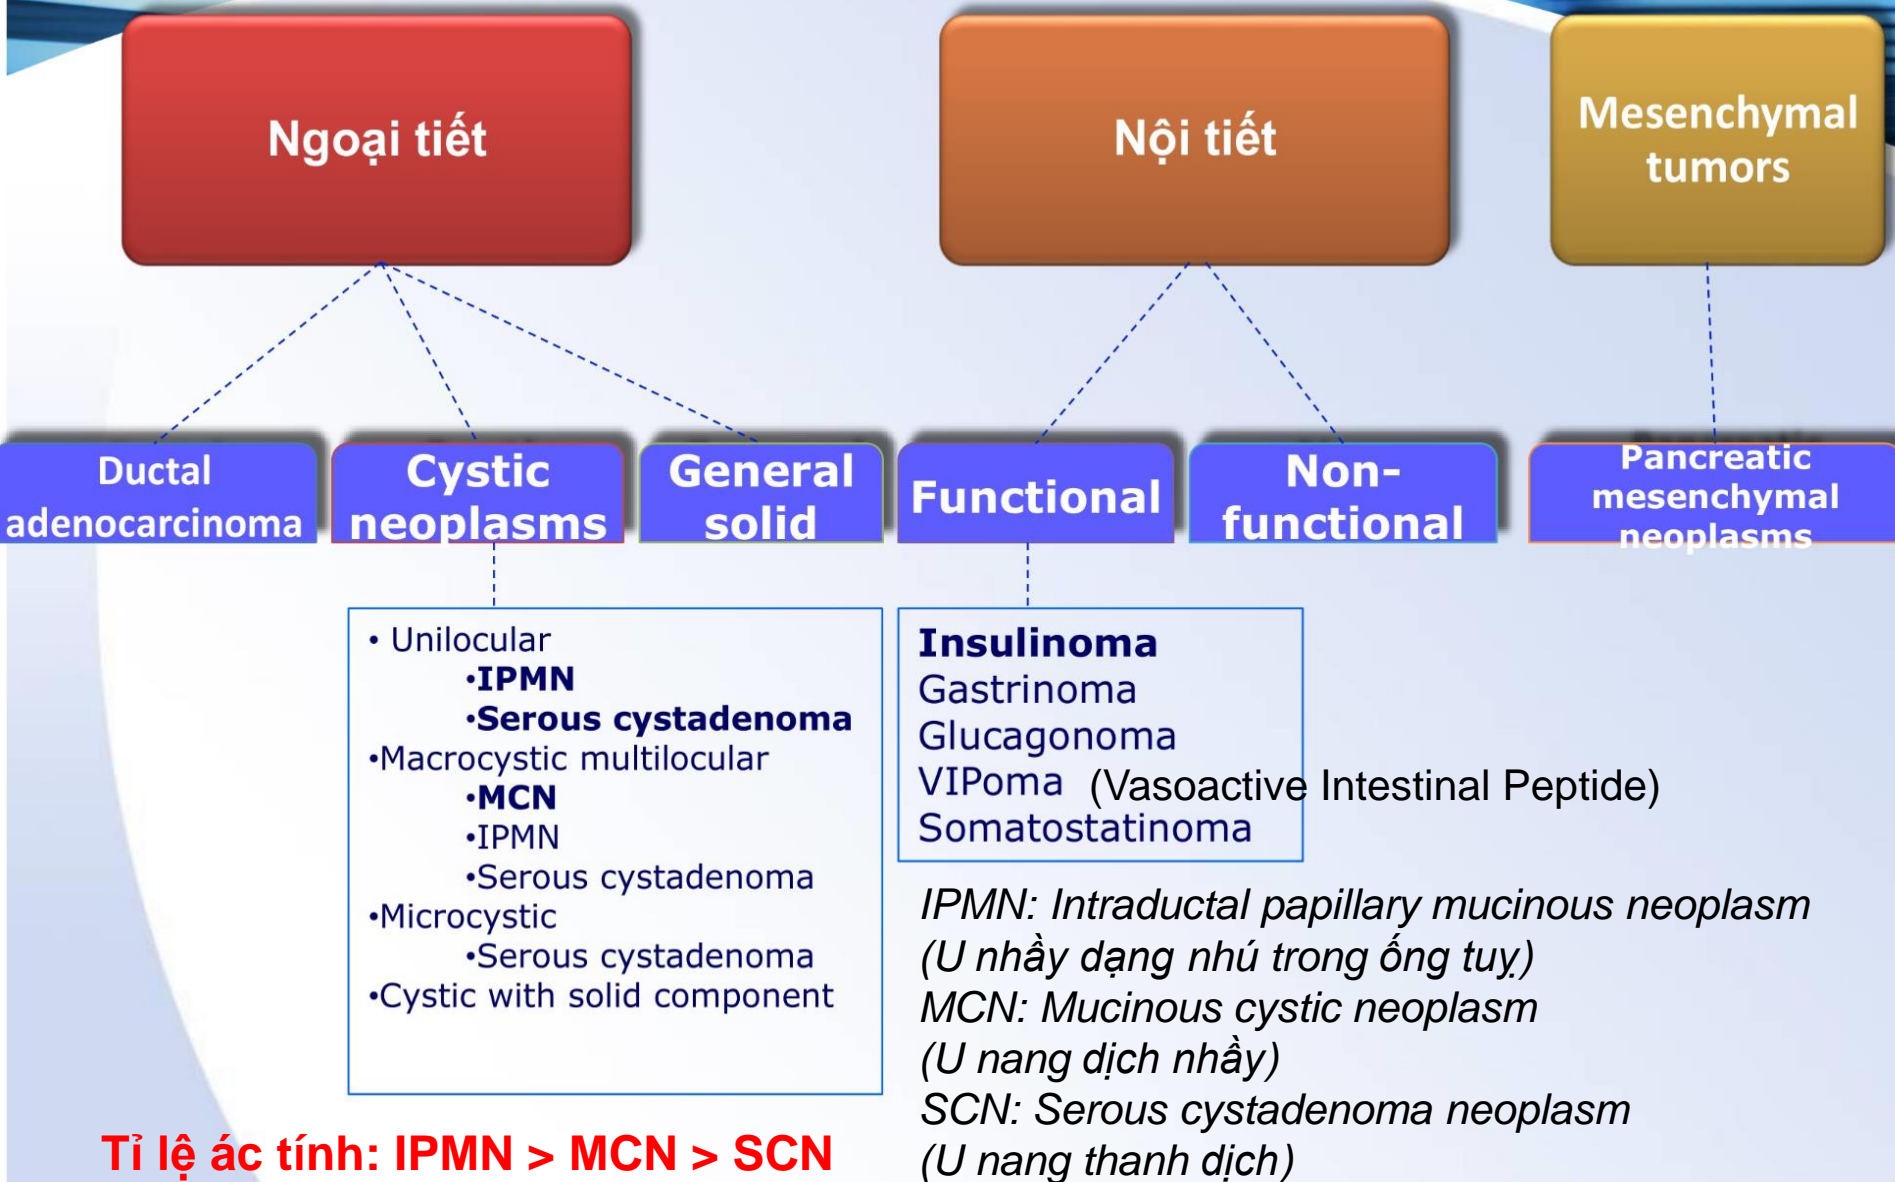 Ngoại tiết
Nội tiết
Mesenchymal
tumors
Ductal
adenocarcinoma
Cystic
neoplasms
General
solid
Functional
Non-
functional
Pancreatic
mesenchymal
neoplasms
• Unilocular
•IPMN
•Serous cystadenoma
•Macrocystic multilocular
•MCN
•IPMN
•Serous cystadenoma
•Microcystic
•Serous cystadenoma
•Cystic with solid component
Insulinoma
Gastrinoma
Glucagonoma
VIPoma (Vasoactive Intestinal Peptide)
Somatostatinoma
IPMN: Intraductal papillary mucinous neoplasm
(U nhầy dạng nhú trong ống tuỵ)
MCN: Mucinous cystic neoplasm
(U nang dịch nhầy)
SCN: Serous cystadenoma neoplasm
(U nang thanh dịch)
Tỉ lệ ác tính: IPMN > MCN > SCN